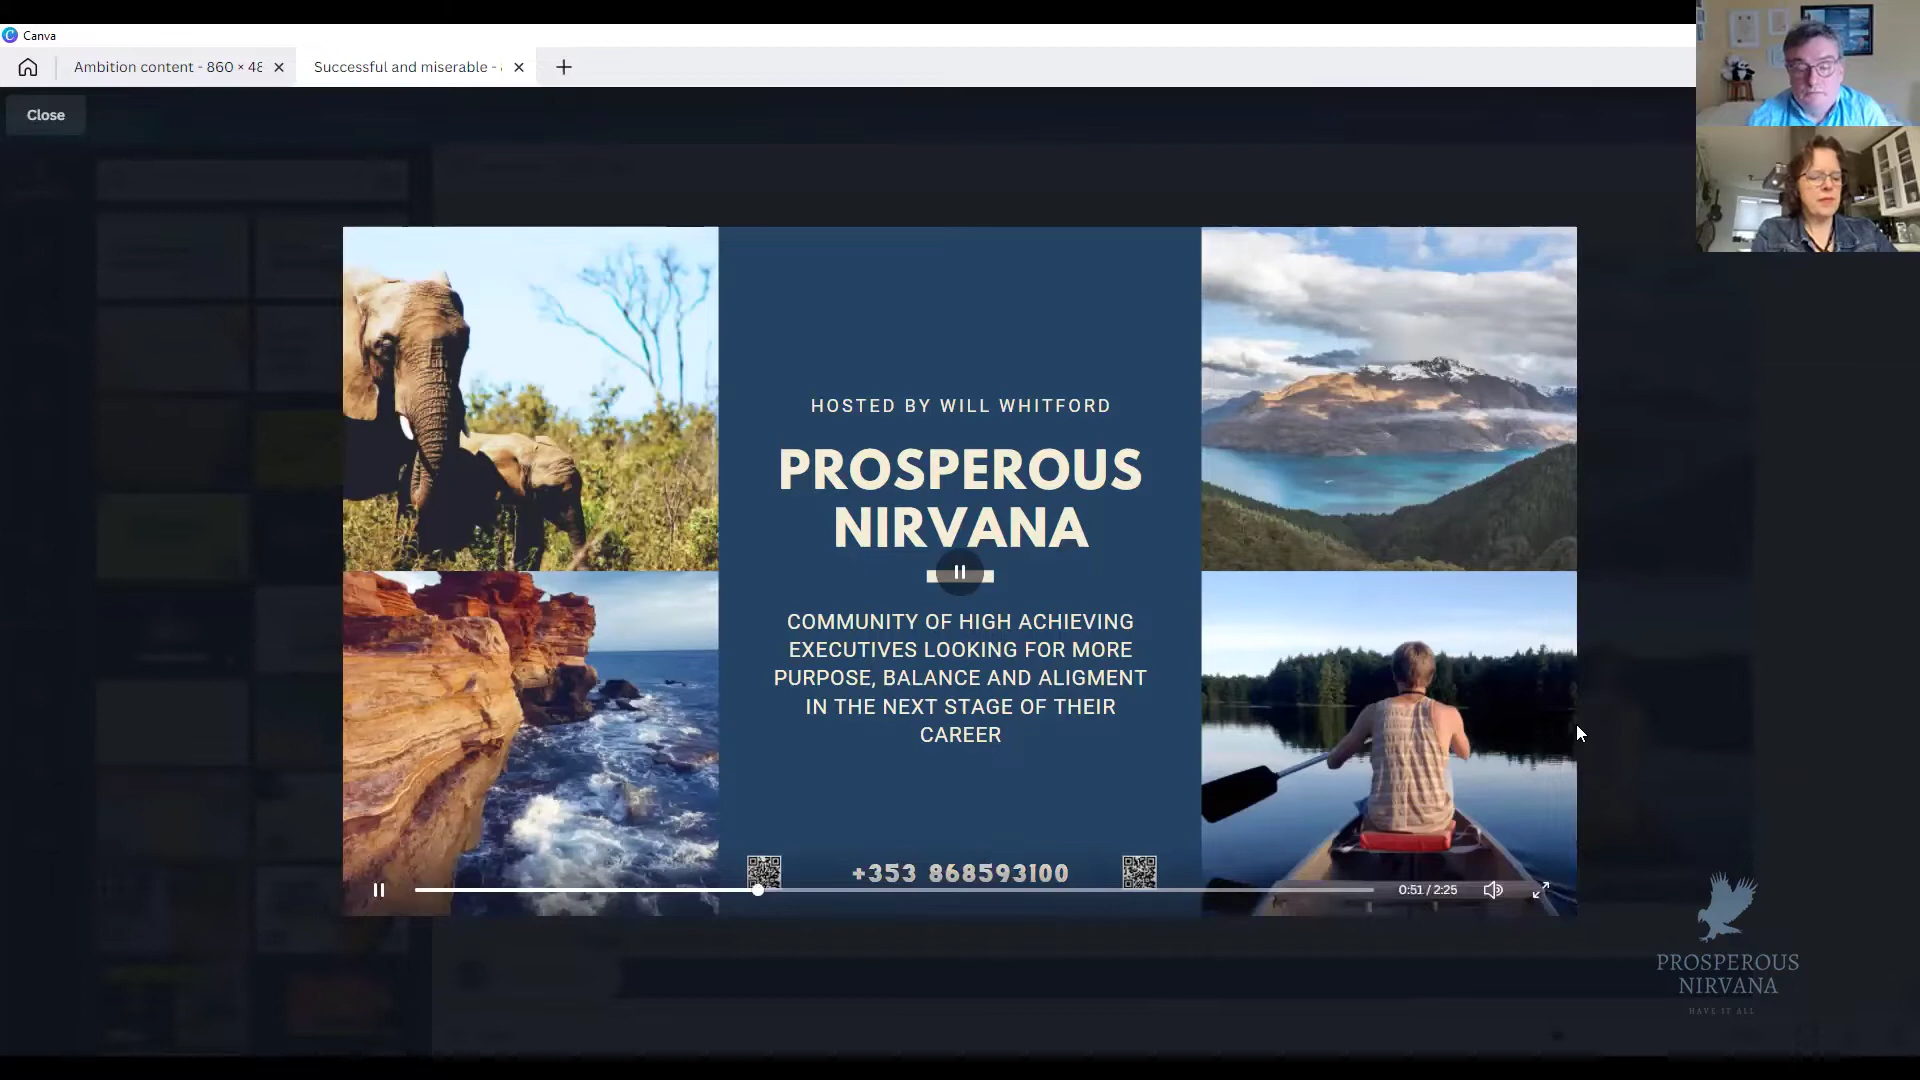 Canva
Ambition content - 860 × 48
Successful and miserable -
Close
HOSTED BY WILL WHITFORD
PROSPEROUS
NIRVANA
COMMUNITY OF HIGH ACHIEVING
EXECUTIVES LOOKING FOR MORE
PURPOSE, BALANCE AND ALIGMENT
IN THE NEXT STAGE OF THEIR
CAREER
+353 868593100
0:51 / 2:25
PROSPEROUS
NIRVANA
HAVE IT ALL